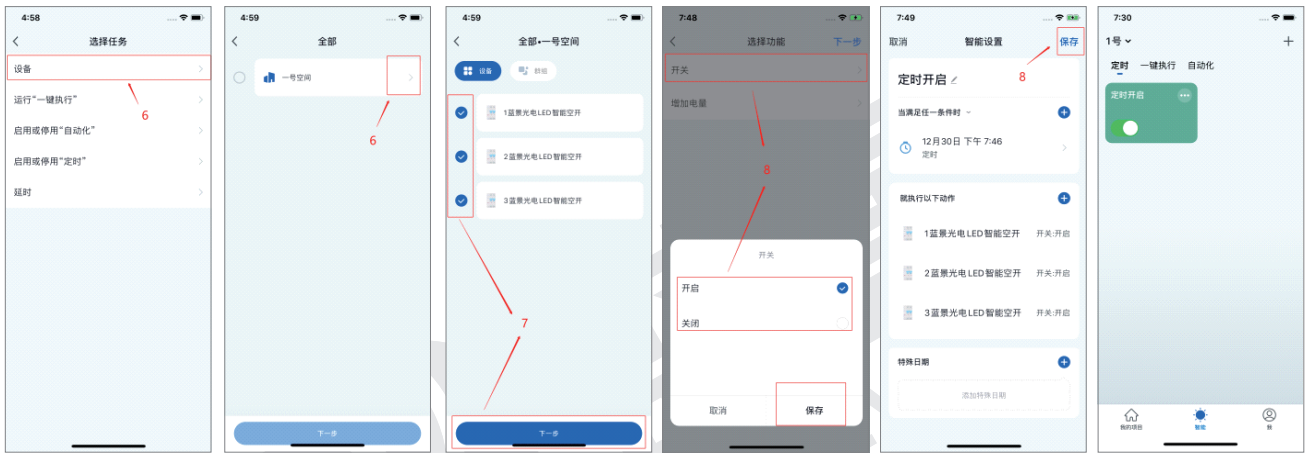 4:58
选择任务
设备
运行“一键执行”
启用或停用“自动化”
启用或停用“定时”
延时
6
4:59
全部
一号空间
6
下一步
4:59
全部•一号空间
设备
群组
1蓝景光电LED智能空开
2蓝景光电LED智能空开
3蓝景光电LED智能空开
7
下一步
7:48
选择功能
下一步
开关
增加电量
8
开关
开启
关闭
取消
保存
7:49
取消
智能设置
保存
8
定时开启
当满足任一条件时
12月30日 下午 7:46
定时
就执行以下动作
1蓝景光电LED智能空开 开关:开启
2蓝景光电LED智能空开 开关:开启
3蓝景光电LED智能空开 开关:开启
特殊日期
添加特殊日期
7:30
1号
定时 一键执行 自动化
定时开启
我的项目
智能
我